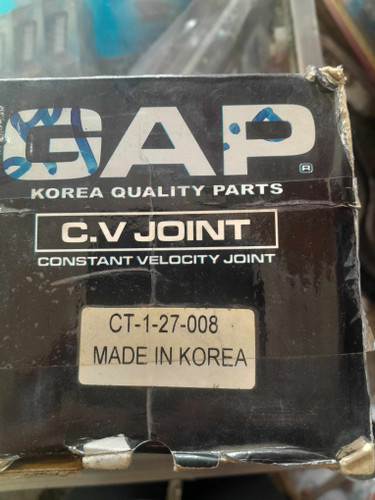 GAP®
KOREA QUALITY PARTS
C.V JOINT
CONSTANT VELOCITY JOINT
CT-1-27-008
MADE IN KOREA